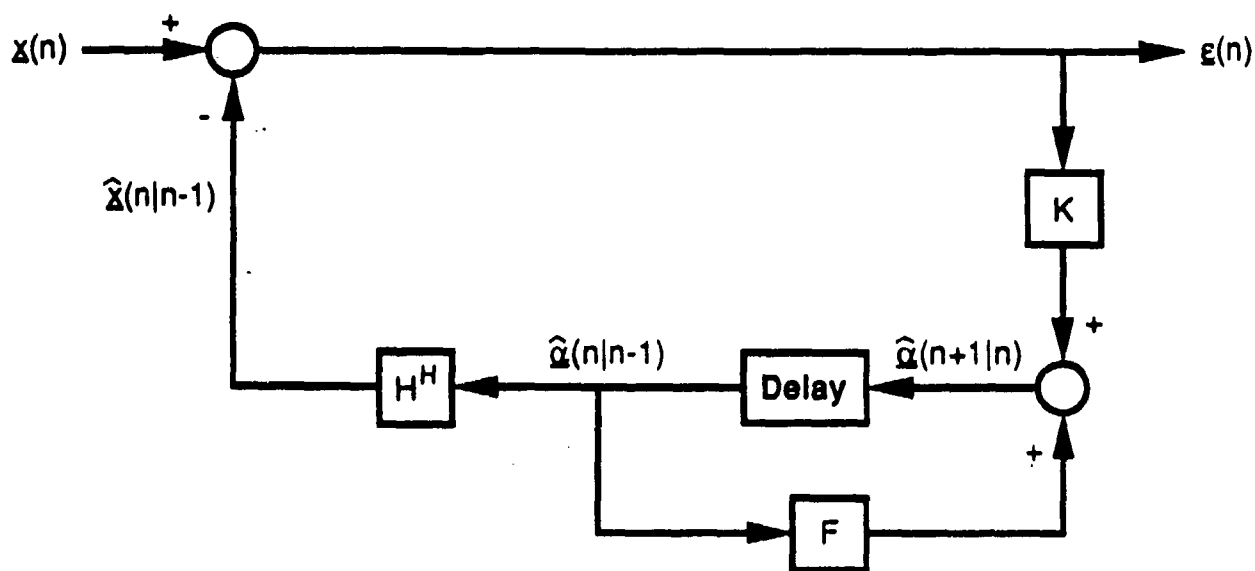 +
x(n)
ε(n)
-
x̂(n|n-1)
K
+
α̂(n|n-1)
α̂(n+1|n)
H^H
Delay
+
F